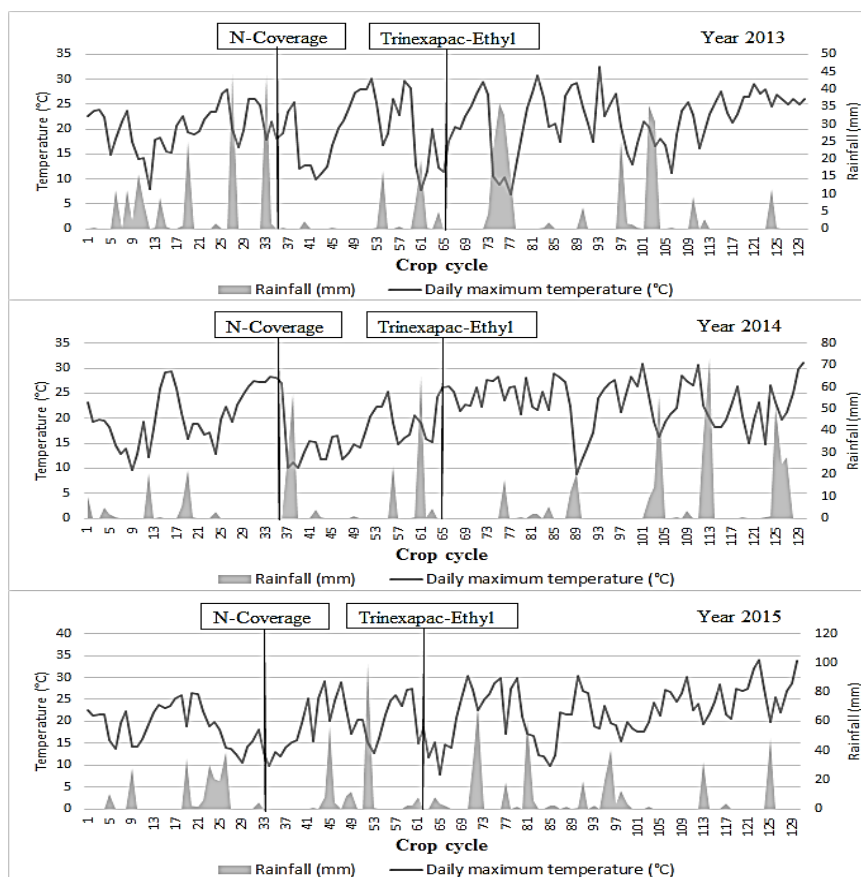 N-Coverage Trinexapac-Ethyl Year 2013
Temperature (°C)
35
30
25
20
15
10
5
0
50
45
40
35
30
25
20
15
10
5
0
Rainfall (mm)
1 5 9 13 17 21 25 29 33 37 41 45 49 53 57 61 65 69 73 77 81 85 89 93 97 101 105 109 113 117 121 125 129
Crop cycle
Rainfall (mm) Daily maximum temperature (°C)
N-Coverage Trinexapac-Ethyl Year 2014
Temperature (°C)
35
30
25
20
15
10
5
0
80
70
60
50
40
30
20
10
0
Rainfall (mm)
1 5 9 13 17 21 25 29 33 37 41 45 49 53 57 61 65 69 73 77 81 85 89 93 97 101 105 109 113 117 121 125 129
Crop cycle
Rainfall (mm) Daily maximum temperature (°C)
N-Coverage Trinexapac-Ethyl Year 2015
Temperature (°C)
40
35
30
25
20
15
10
5
0
120
100
80
60
40
20
0
Rainfall (mm)
1 5 9 13 17 21 25 29 33 37 41 45 49 53 57 61 65 69 73 77 81 85 89 93 97 101 105 109 113 117 121 125 129
Crop cycle
Rainfall (mm) Daily maximum temperature (°C)